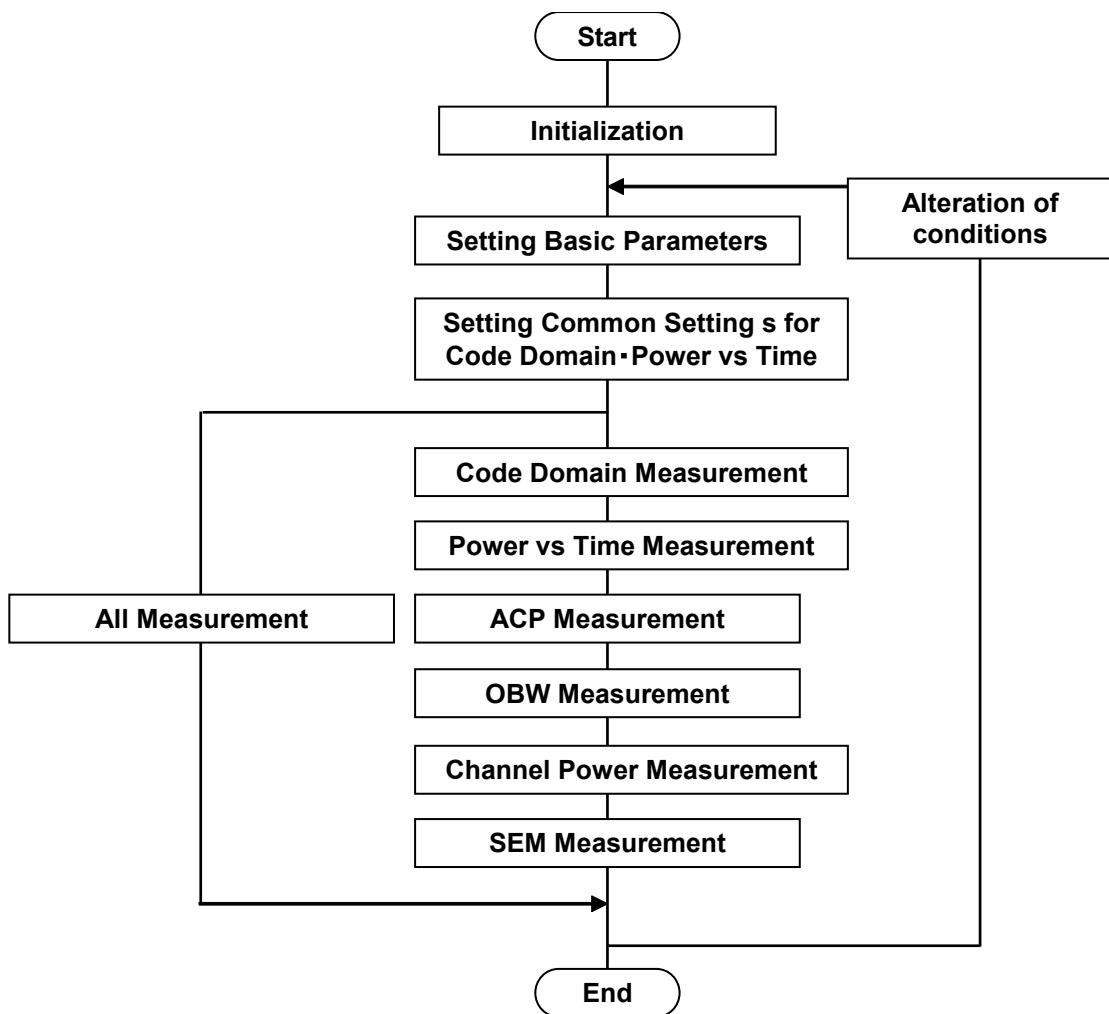 Start
Initialization
Alteration of
conditions
Setting Basic Parameters
Setting Common Setting s for
Code Domain・Power vs Time
Code Domain Measurement
Power vs Time Measurement
All Measurement
ACP Measurement
OBW Measurement
Channel Power Measurement
SEM Measurement
End